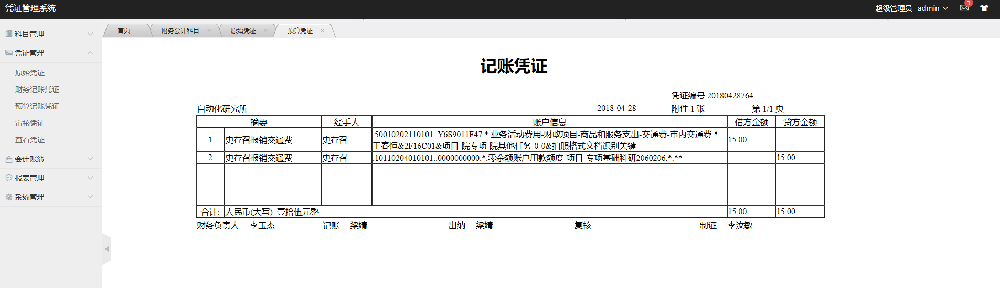 凭证管理系统
超级管理员 admin
1
首页
财务会计科目 ×
原始凭证 ×
预算凭证 ×
科目管理
凭证管理
原始凭证
财务记账凭证
预算记账凭证
审核凭证
查看凭证
会计账簿
报表管理
系统管理
记账凭证
凭证编号:20180428764
自动化研究所 2018-04-28 附件 1 张 第 1/1 页
摘要 经手人 账户信息 借方金额 贷方金额
1 史存召报销交通费 史存召 .50010202110101..Y6S9011F47.*.业务活动费用-财政项目-商品和服务支出-交通费-市内交通费.*. 15.00
王春恒&2F16C01&项目-院专项-院其他任务-0-0&拍照格式文档识别关键
2 史存召报销交通费 史存召 .10110204010101..0000000000.*.零余额账户用款额度-项目-专项基础科研2060206.*.** 15.00
合计: 人民币(大写) 壹拾伍元整 15.00 15.00
财务负责人: 李玉杰 记账: 梁婧 出纳: 梁婧 复核: 制证: 李汝敏